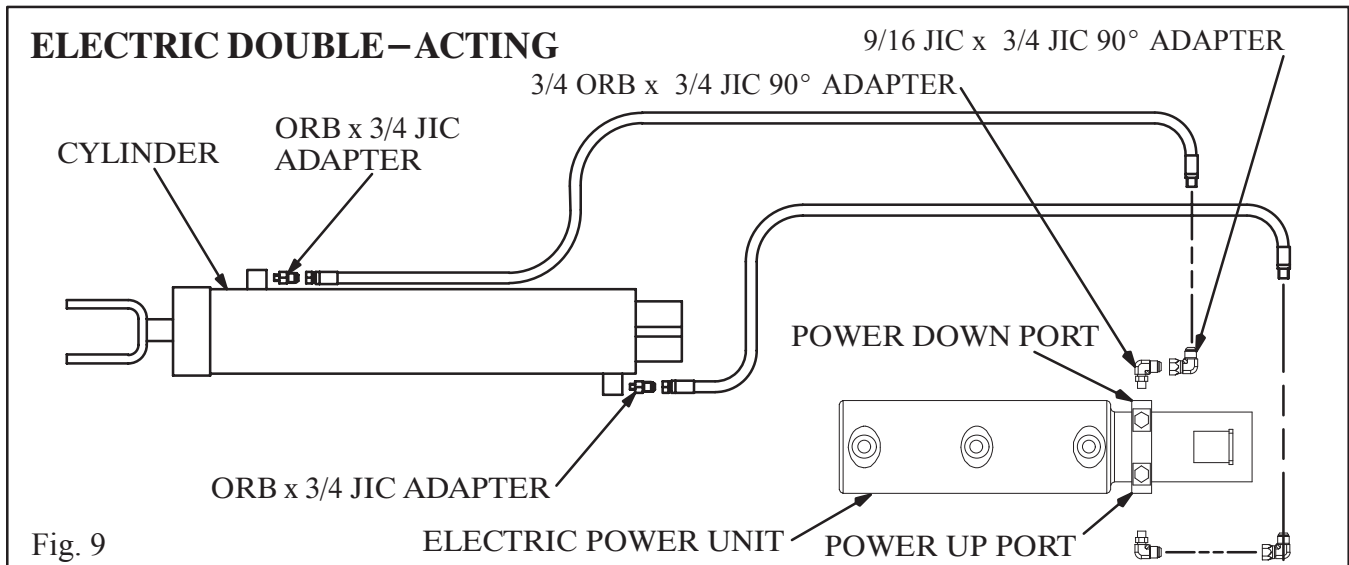 ELECTRIC DOUBLE−ACTING
9/16 JIC x 3/4 JIC 90° ADAPTER
3/4 ORB x 3/4 JIC 90° ADAPTER
ORB x 3/4 JIC
ADAPTER
CYLINDER
POWER DOWN PORT
ORB x 3/4 JIC ADAPTER
ELECTRIC POWER UNIT
POWER UP PORT
Fig. 9